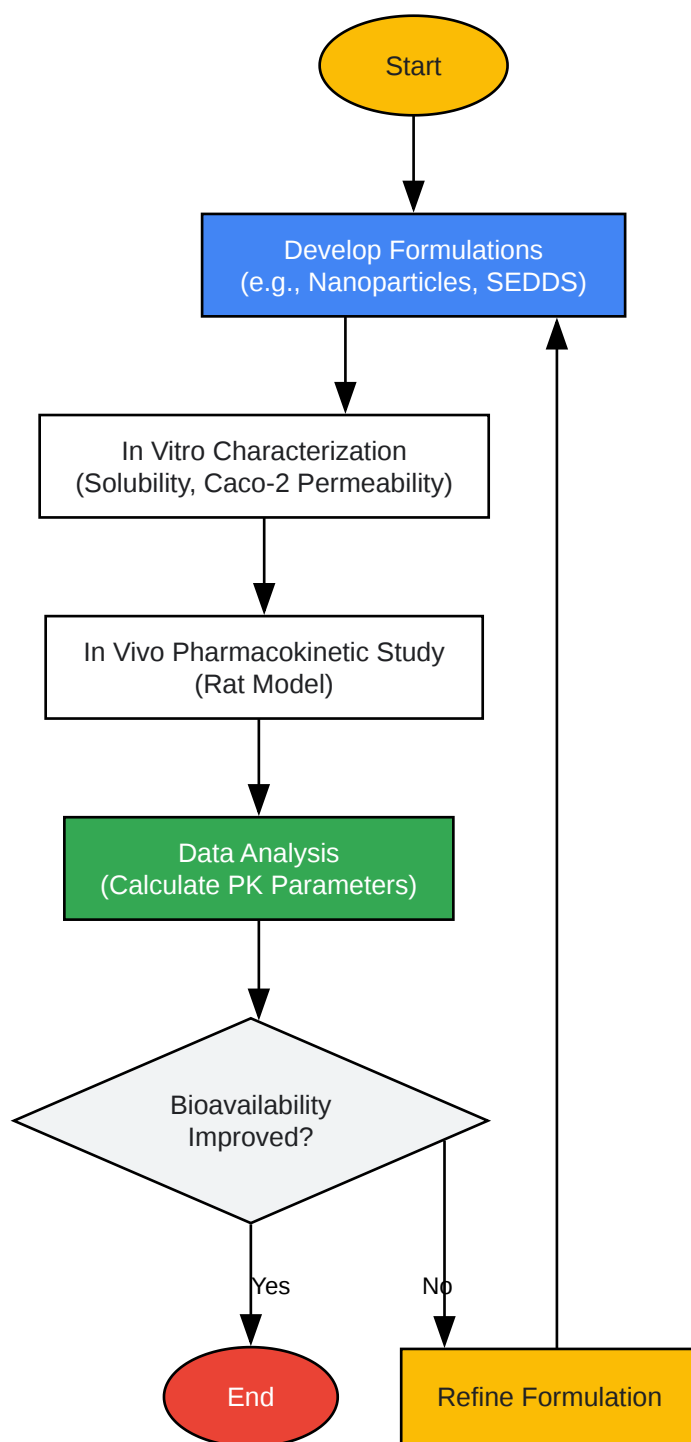 Start
Develop Formulations
(e.g., Nanoparticles, SEDDS)
In Vitro Characterization
(Solubility, Caco-2 Permeability)
In Vivo Pharmacokinetic Study
(Rat Model)
Data Analysis
(Calculate PK Parameters)
Bioavailability
Improved?
Yes
No
End
Refine Formulation